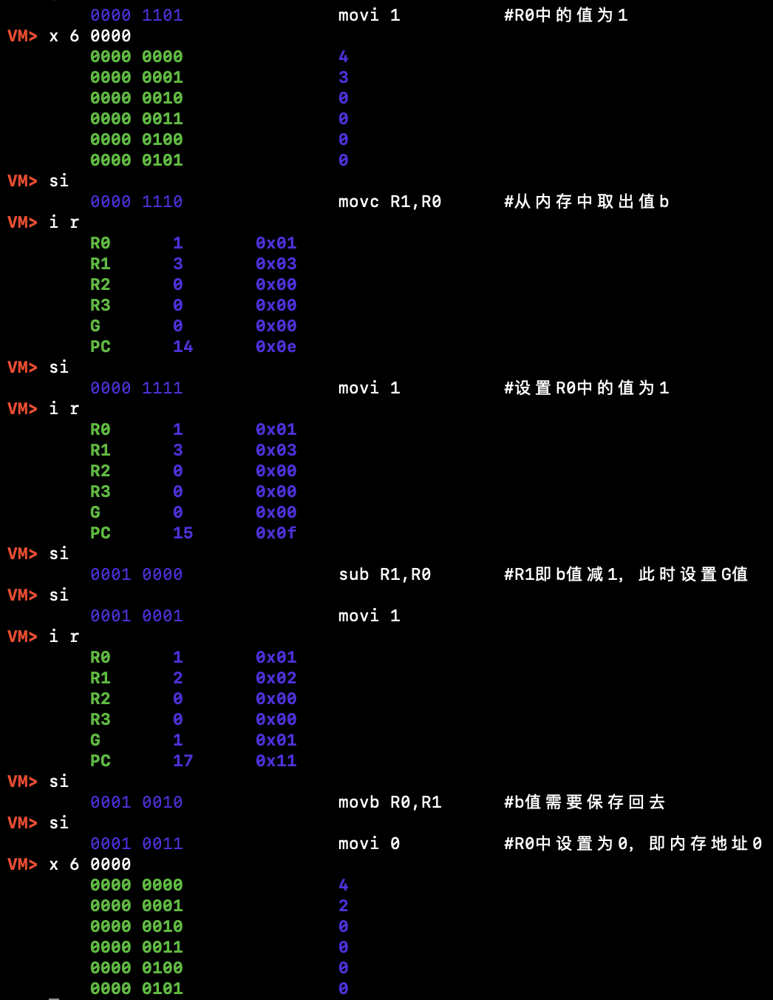 0000 1101 movi 1 #R0中的值为1
VM> x 6 0000
0000 0000 4
0000 0001 3
0000 0010 0
0000 0011 0
0000 0100 0
0000 0101 0
VM> si
0000 1110 movc R1,R0 #从内存中取出值b
VM> i r
R0 1 0x01
R1 3 0x03
R2 0 0x00
R3 0 0x00
G 0 0x00
PC 14 0x0e
VM> si
0000 1111 movi 1 #设置R0中的值为1
VM> i r
R0 1 0x01
R1 3 0x03
R2 0 0x00
R3 0 0x00
G 0 0x00
PC 15 0x0f
VM> si
0001 0000 sub R1,R0 #R1即b值减1，此时设置G值
VM> si
0001 0001 movi 1
VM> i r
R0 1 0x01
R1 2 0x02
R2 0 0x00
R3 0 0x00
G 1 0x01
PC 17 0x11
VM> si
0001 0010 movb R0,R1 #b值需要保存回去
VM> si
0001 0011 movi 0 #R0中设置为0，即内存地址0
VM> x 6 0000
0000 0000 4
0000 0001 2
0000 0010 0
0000 0011 0
0000 0100 0
0000 0101 0